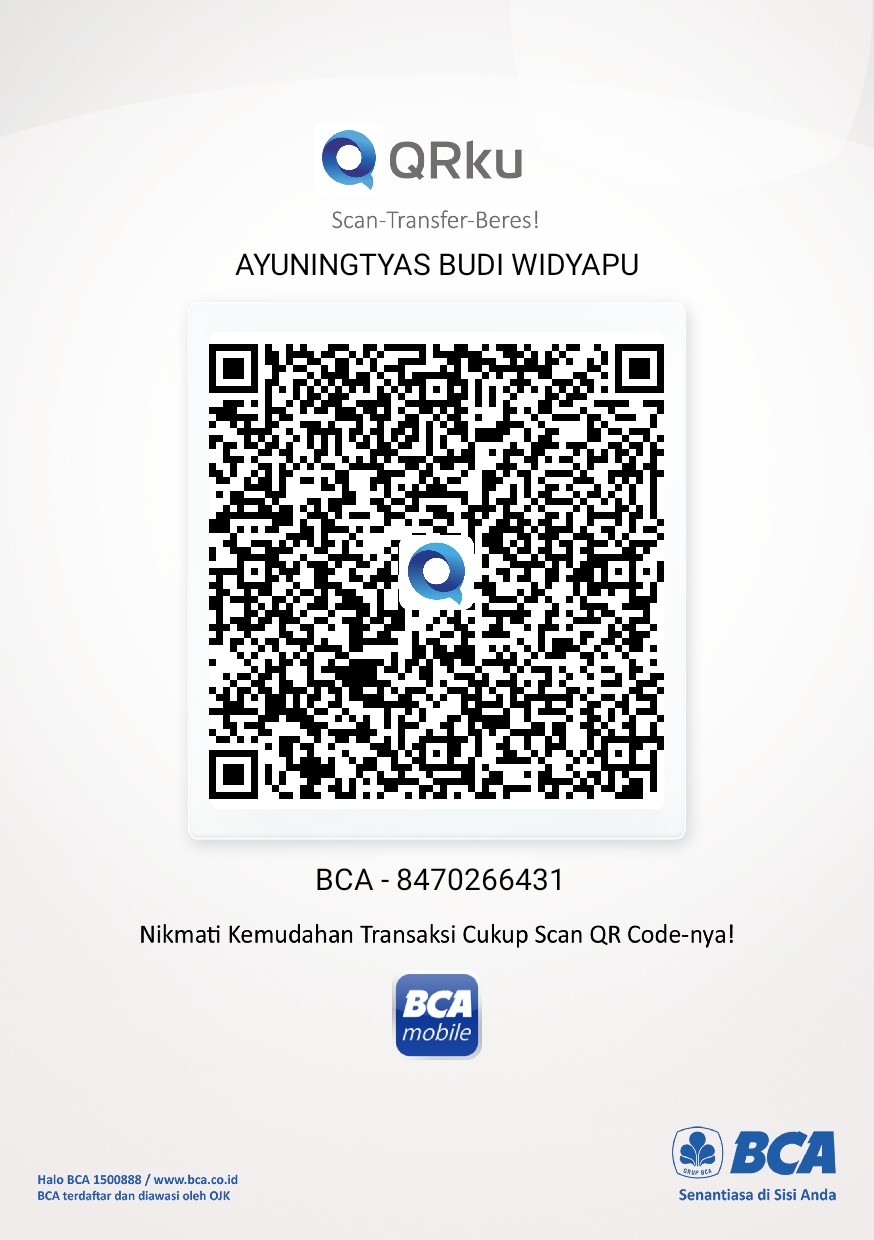 QRku
Scan-Transfer-Beres!
AYUNINGTYAS BUDI WIDYAPU
BCA - 8470266431
Nikmati Kemudahan Transaksi Cukup Scan QR Code-nya!
BCA
mobile
GRUP BCA
BCA
Senantiasa di Sisi Anda
Halo BCA 1500888 / www.bca.co.id
BCA terdaftar dan diawasi oleh OJK